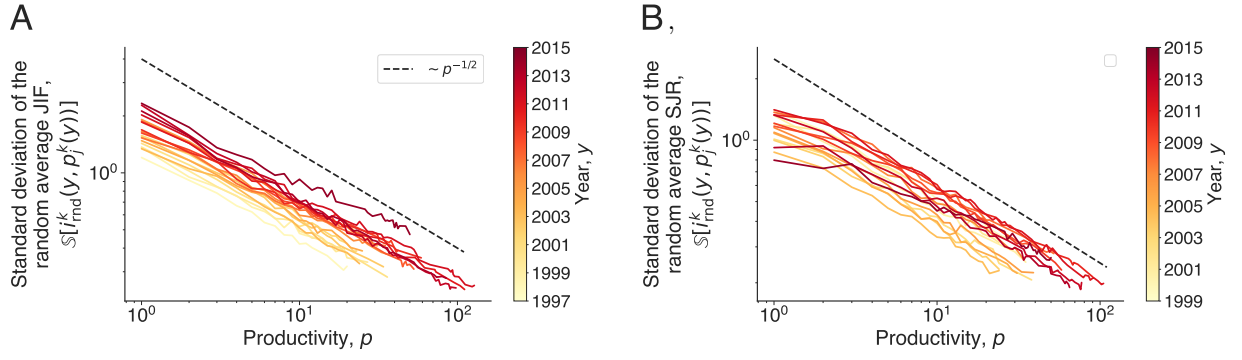 A
Standard deviation of the
random average JIF,
𝕊[I^k_rnd(y, p^k_j(y))]
10^0
10^0
10^1
10^2
Productivity, p
~ p^{-1/2}
2015
2013
2011
2009
2007
2005
2003
2001
1999
1997
Year, y
B,
Standard deviation of the
random average SJR,
𝕊[I^k_rnd(y, p^k_j(y))]
10^0
10^0
10^1
10^2
Productivity, p
2015
2013
2011
2009
2007
2005
2003
2001
1999
Year, y